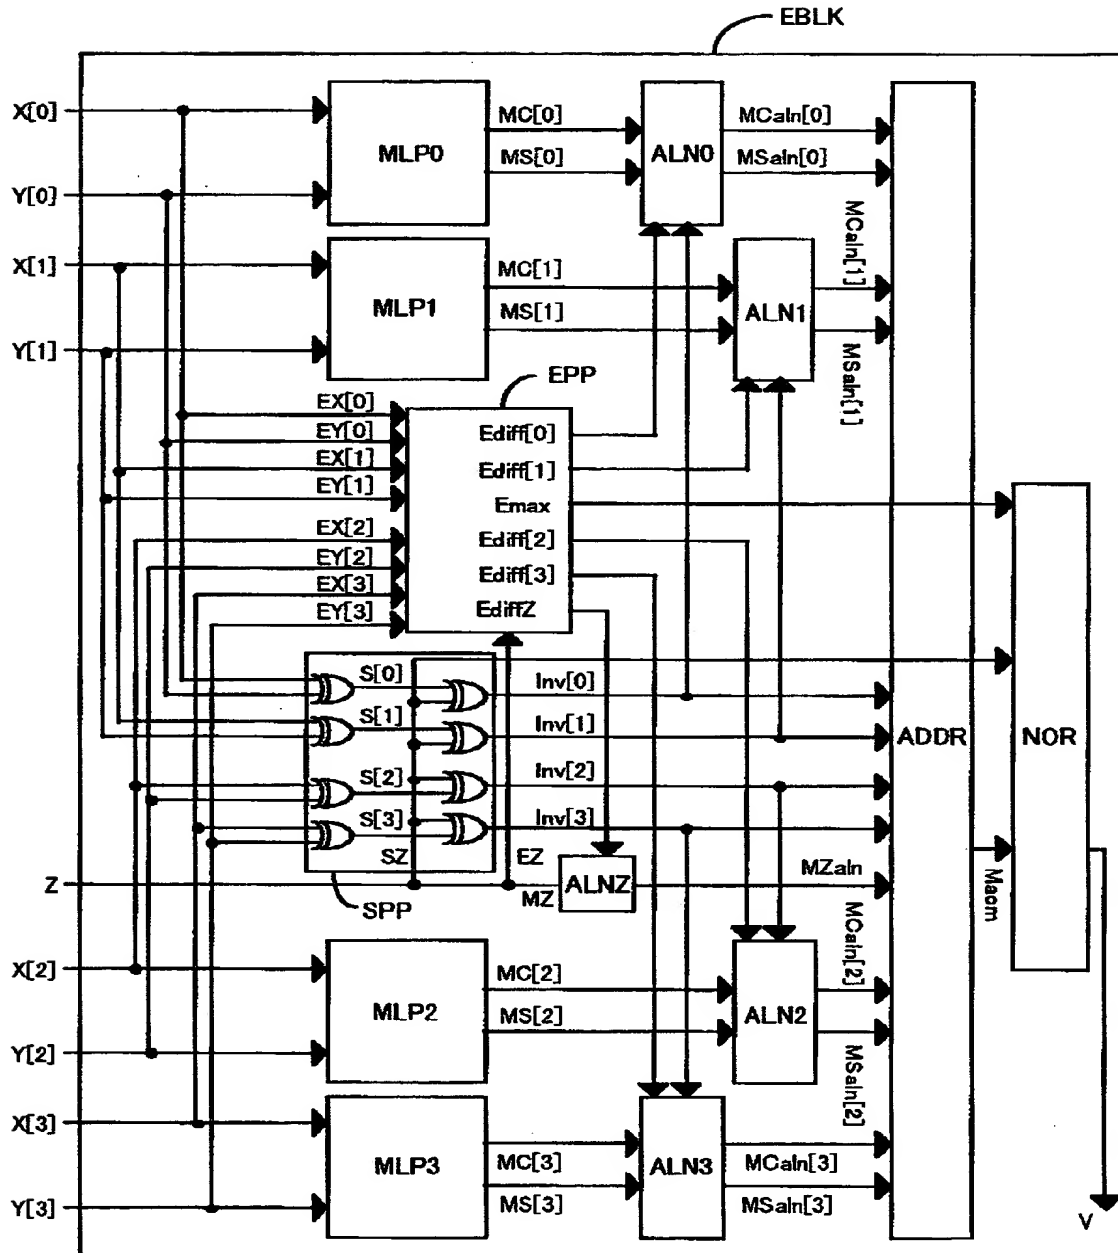 EBLK
X[0]
MLP0
MC[0]
MS[0]
ALN0
MCaln[0]
MSaln[0]
Y[0]
X[1]
MLP1
MC[1]
MS[1]
ALN1
MCaln[1]
MSaln[1]
Y[1]
EPP
EX[0]
EY[0]
EX[1]
EY[1]
EX[2]
EY[2]
EX[3]
EY[3]
Ediff[0]
Ediff[1]
Emax
Ediff[2]
Ediff[3]
EdiffZ
S[0]
S[1]
S[2]
S[3]
SZ
EZ
Inv[0]
Inv[1]
Inv[2]
Inv[3]
ADDR
NOR
Z
SPP
MZ
ALNZ
MZaln
Maom
X[2]
MLP2
MC[2]
MS[2]
ALN2
MCaln[2]
MSaln[2]
Y[2]
X[3]
MLP3
MC[3]
MS[3]
ALN3
MCaln[3]
MSaln[3]
Y[3]
V